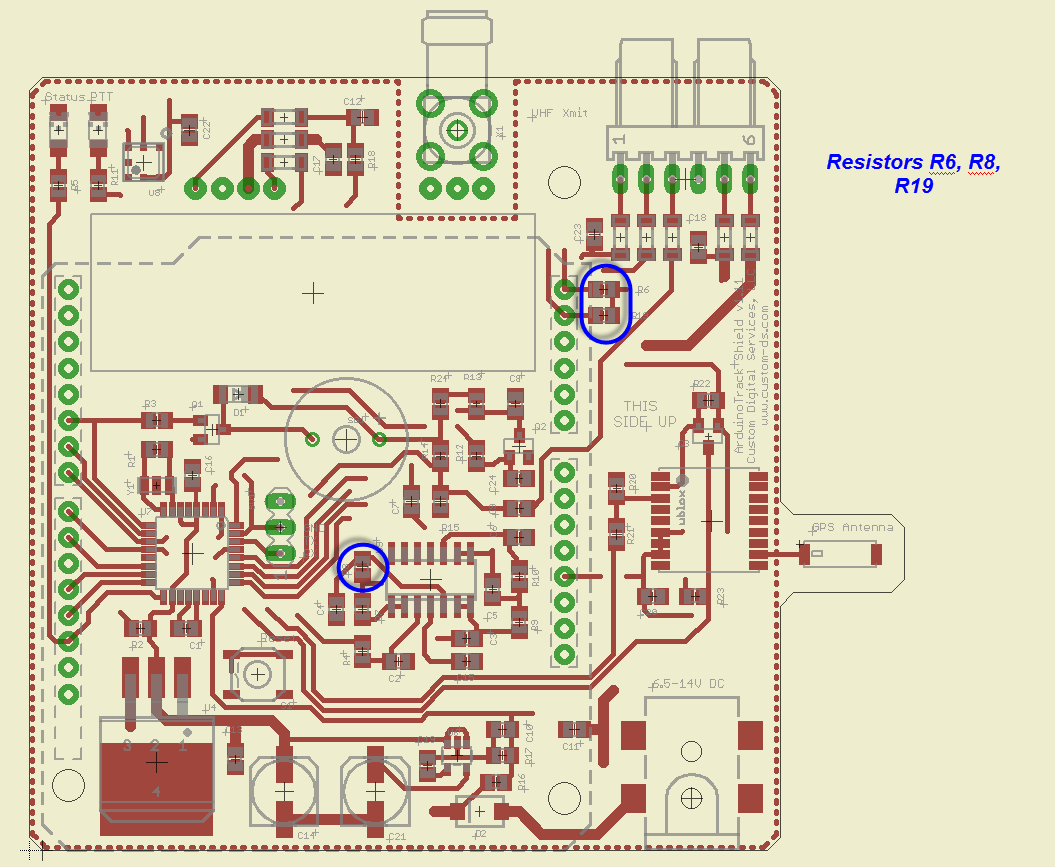 Status PTT
C12
UHF Xmit
X1
1
6
Resistors R6, R8,
R19
C22
C17
R18
R5
R11
U8
C23
C18
R6
ArduinoTrack Shield
Custom Digital Services,
www.custom-ds.com
R3
Q1
D1
R24
R13
C8
R22
THIS
SIDE UP
Q2
R1
C16
R14
R12
C24
Y1
C7
R20
ublox
R15
R21
GPS Antenna
R10
C4
C5
R23
R2
C1
R9
C3
R4
C2
U4
6.5-14V DC
3 2 1
4
C10
C11
R17
R16
C14
C21
D2